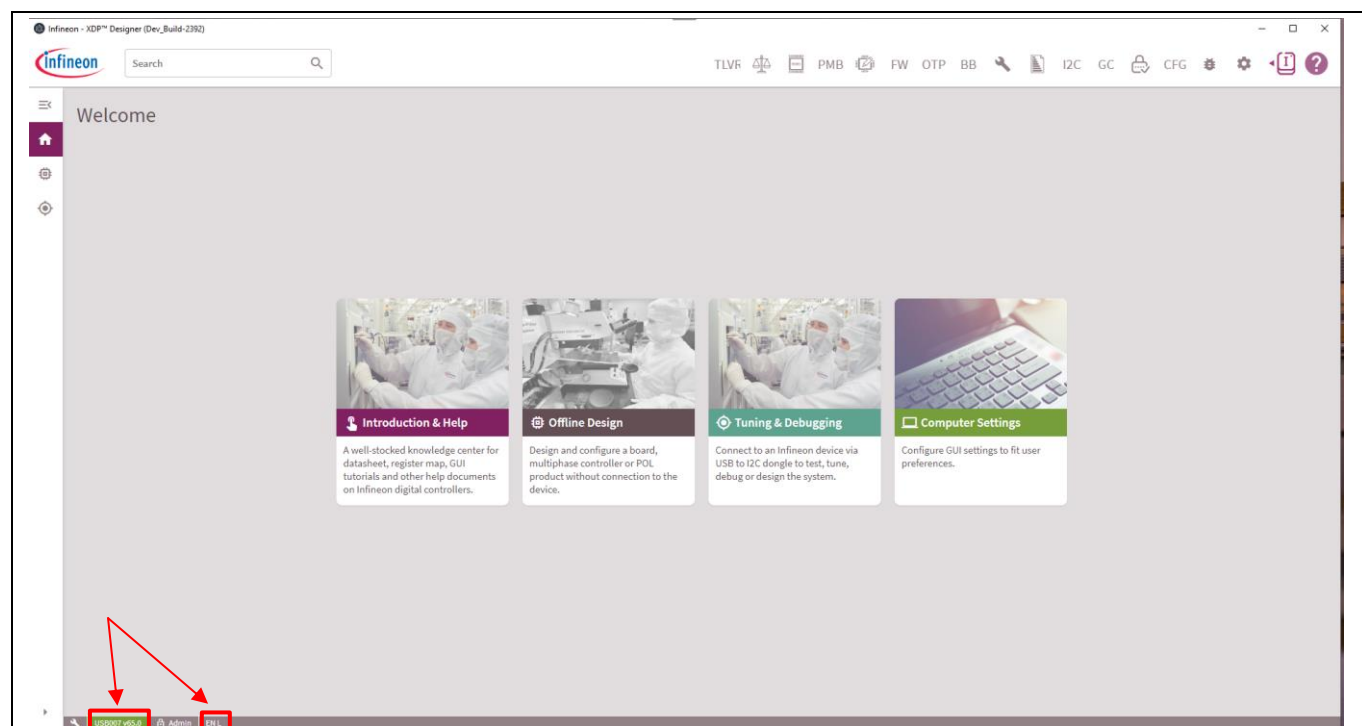 Infineon - XDP™ Designer (Dev_Build-2392)
infineon
Search
TLVR
PMB
FW OTP BB
I2C GC
CFG
I
?
Welcome
Introduction & Help
A well-stocked knowledge center for
datasheet, register map, GUI
tutorials and other help documents
on Infineon digital controllers.
Offline Design
Design and configure a board,
multiphase controller or POL
product without connection to the
device.
Tuning & Debugging
Connect to an Infineon device via
USB to I2C dongle to test, tune,
debug or design the system.
Computer Settings
Configure GUI settings to fit user
preferences.
USB007 v65.0 Admin EN L